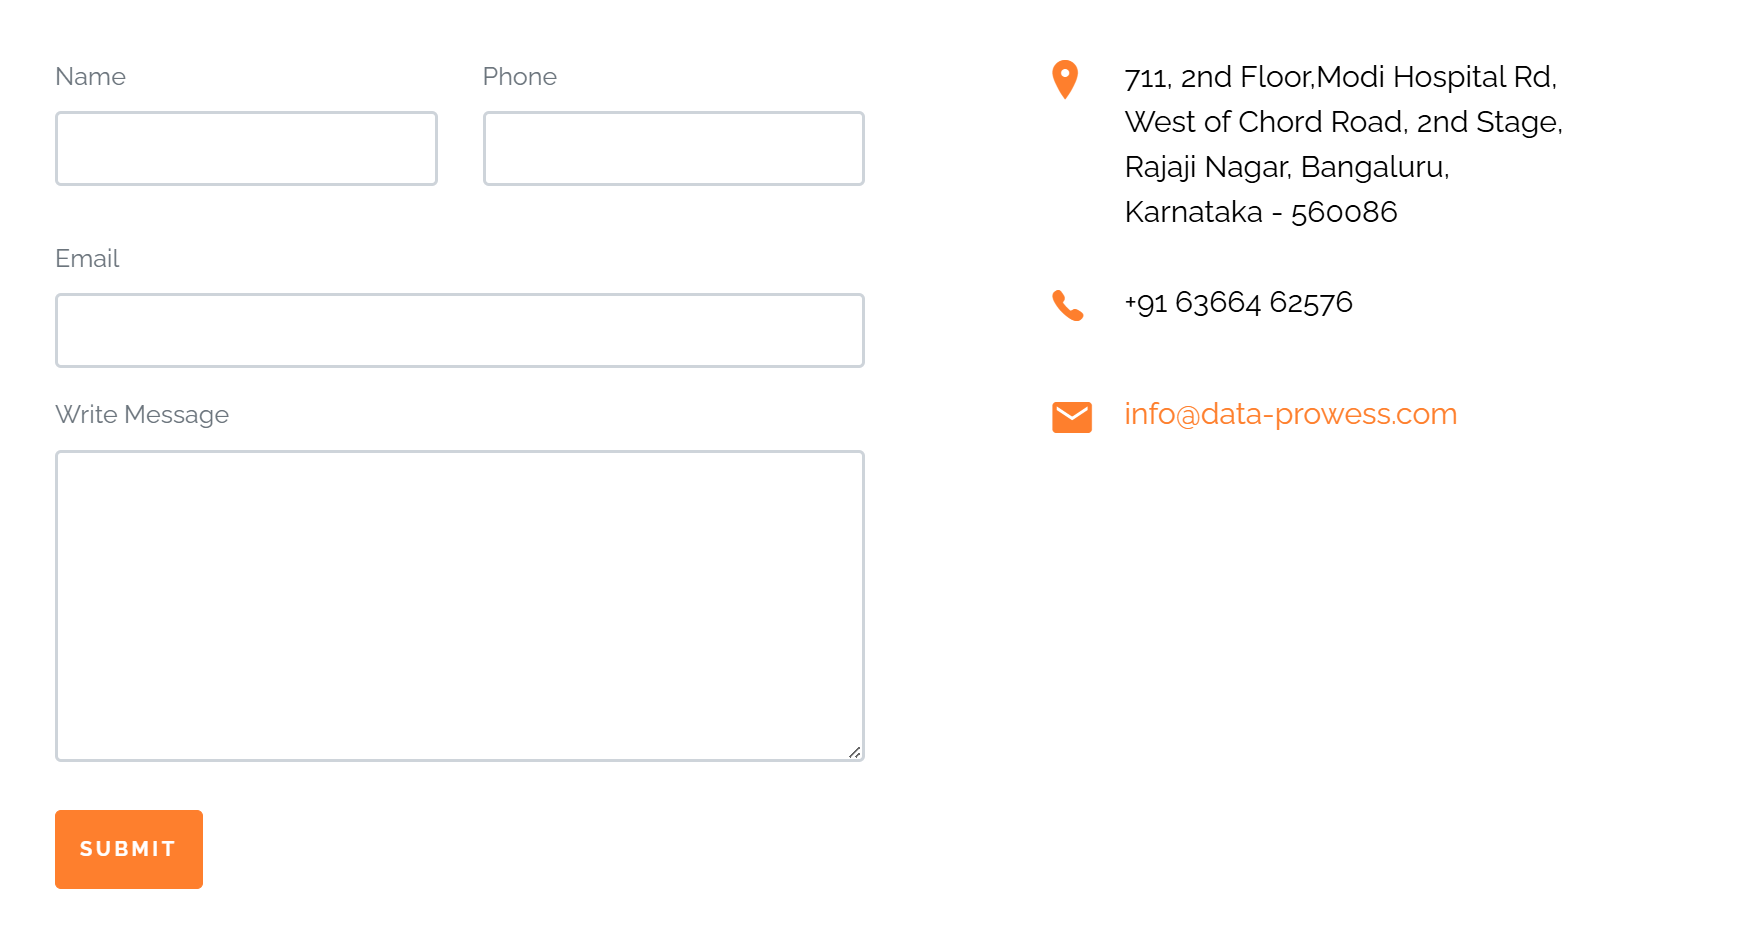 Name
Phone
Email
Write Message
SUBMIT
711, 2nd Floor,Modi Hospital Rd,
West of Chord Road, 2nd Stage,
Rajaji Nagar, Bangaluru,
Karnataka - 560086
+91 63664 62576
info@data-prowess.com